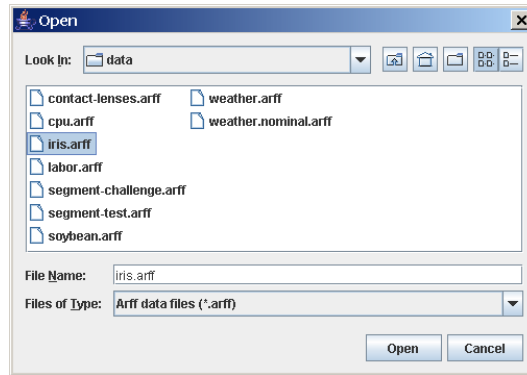 Open
Look In: data
contact-lenses.arff weather.arff
cpu.arff weather.nominal.arff
iris.arff
labor.arff
segment-challenge.arff
segment-test.arff
soybean.arff
File Name: iris.arff
Files of Type: Arff data files (*.arff)
Open Cancel